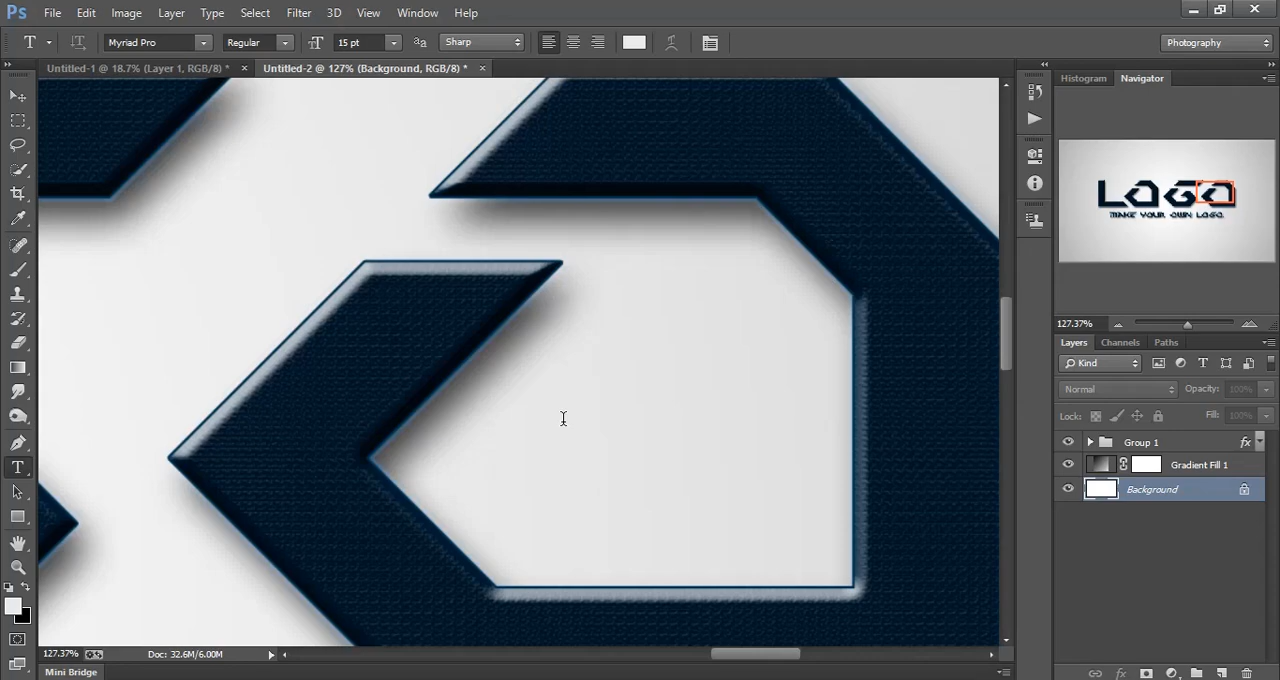 Ps File Edit Image Layer Type Select Filter 3D View Window Help
T Myriad Pro Regular 15 pt Sharp Photography
Untitled-1 @ 18.7% (Layer 1, RGB/8) * × Untitled-2 @ 127% (Background, RGB/8) * ×
Histogram Navigator
LOGO
MAKE YOUR OWN LOGO.
127.37%
Layers Channels Paths
Kind
Normal Opacity: 100%
Lock: Fill: 100%
Group 1 fx
Gradient Fill 1
Background
127.37% Doc: 32.6M/6.00M
Mini Bridge